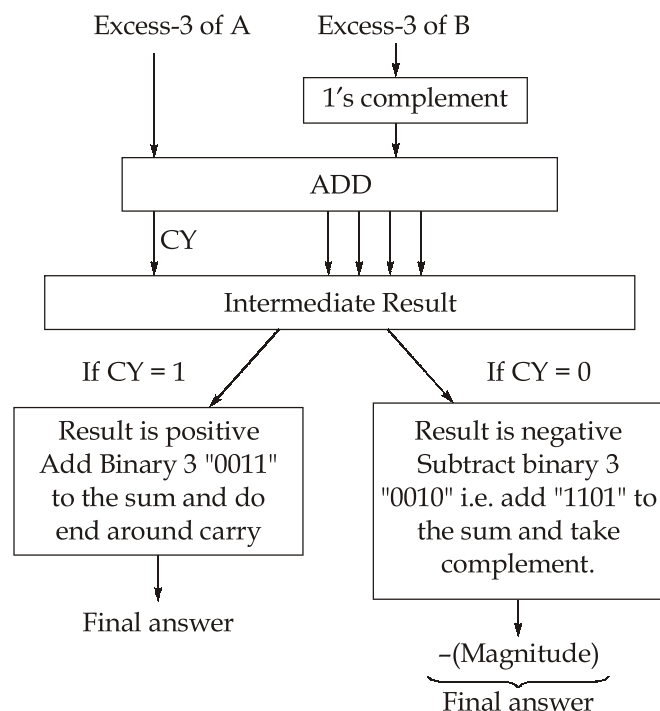 Excess-3 of A
Excess-3 of B
1's complement
ADD
CY
Intermediate Result
If CY = 1
If CY = 0
Result is positive
Add Binary 3 "0011"
to the sum and do
end around carry
Result is negative
Subtract binary 3
"0010" i.e. add "1101" to
the sum and take
complement.
Final answer
–(Magnitude)
Final answer